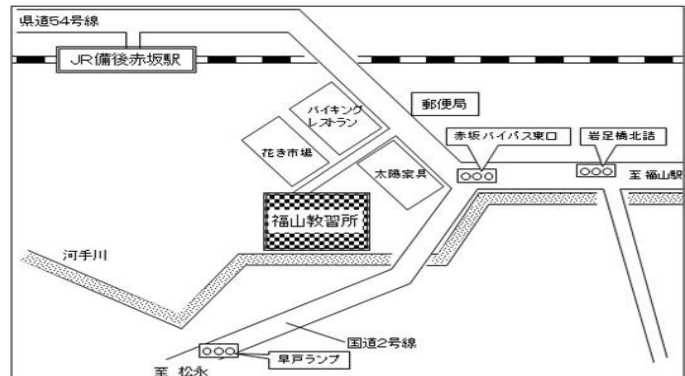 県道54号線
JR備後赤坂駅
バイキング
レストラン
郵便局
花き市場
赤坂バイパス東口
岩足橋北詰
太陽家具
至 福山駅
福山教習所
河手川
国道2号線
早戸ランプ
至 松永